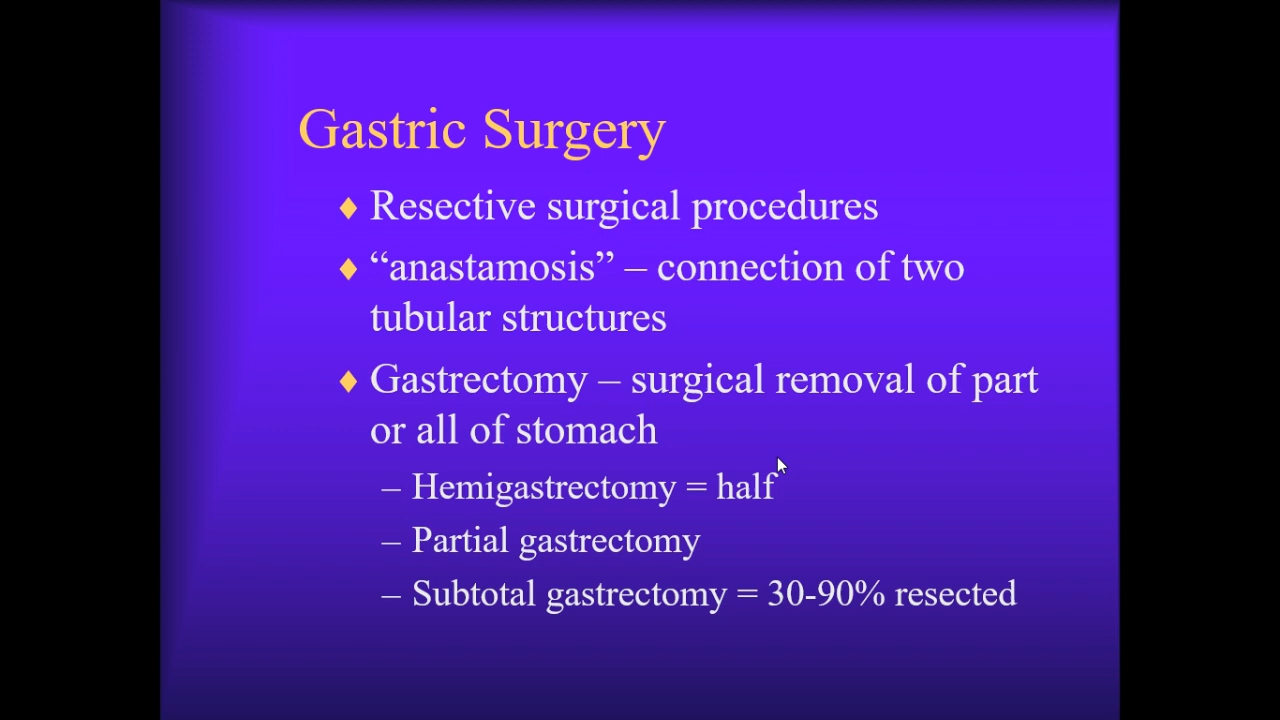 Gastric Surgery
♦ Resective surgical procedures
♦ “anastamosis” – connection of two
tubular structures
♦ Gastrectomy – surgical removal of part
or all of stomach
– Hemigastrectomy = half
– Partial gastrectomy
– Subtotal gastrectomy = 30-90% resected